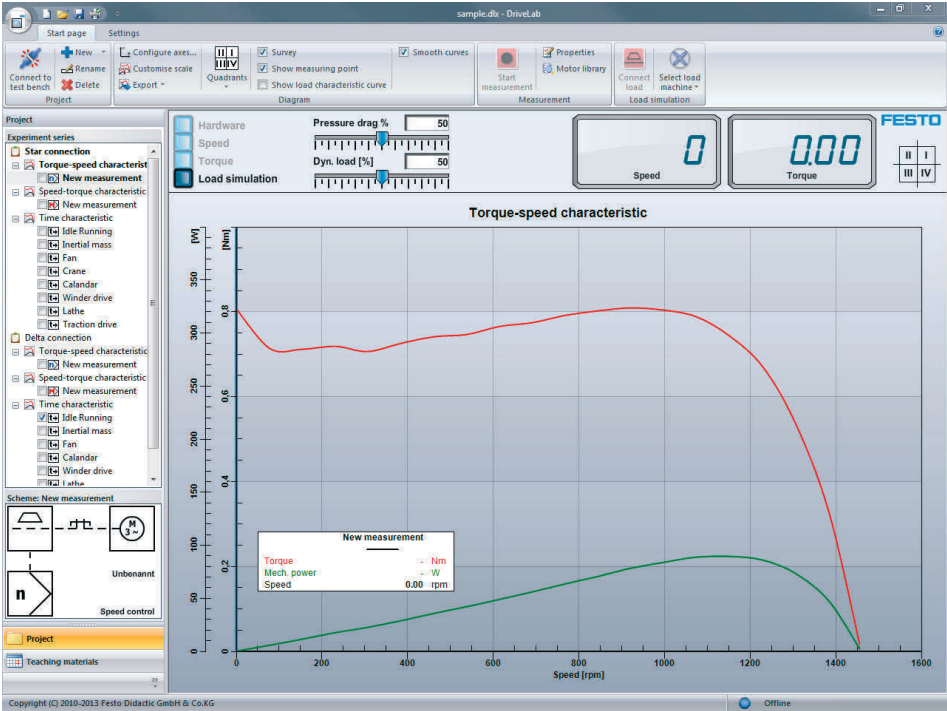 sample.dlx - DriveLab
Start page Settings
Connect to test bench
New
Rename
Delete
Project
Configure axes...
Customise scale
Export
Quadrants
Survey
Show measuring point
Show load characteristic curve
Smooth curves
Diagram
Start measurement
Properties
Motor library
Measurement
Connect load
Select load machine
Load simulation
Project
Experiment series
Star connection
Torque-speed characterist
New measurement
Speed-torque characteristic
New measurement
Time characteristic
Idle Running
Inertial mass
Fan
Crane
Calandar
Winder drive
Lathe
Traction drive
Delta connection
Torque-speed characteristic
New measurement
Speed-torque characteristic
New measurement
Time characteristic
Idle Running
Inertial mass
Fan
Calandar
Winder drive
Lathe
Scheme: New measurement
M
3~
n
Unbenannt
Speed control
Project
Teaching materials
Hardware
Speed
Torque
Load simulation
Pressure drag % 50
Dyn. load [%] 50
0
Speed
0.00
Torque
FESTO
II I
III IV
Torque-speed characteristic
[W] [Nm]
350
0,8
300
250
0,6
200
0,4
150
100
0,2
50
0 0
New measurement
Torque - Nm
Mech. power - W
Speed 0.00 rpm
0 200 400 600 800 1000 1200 1400 1600
Speed [rpm]
Copyright (C) 2010-2013 Festo Didactic GmbH & Co.KG
Offline